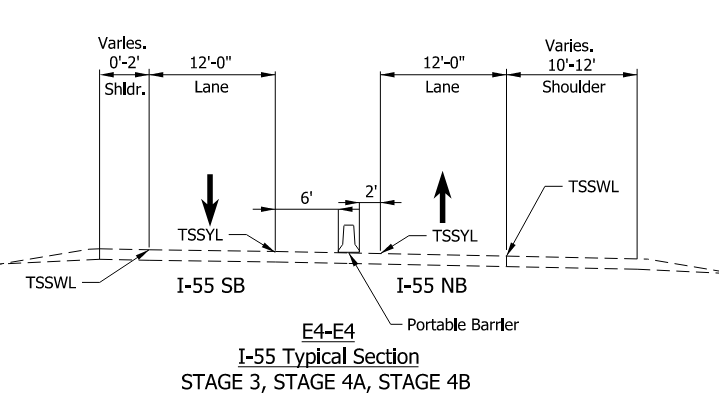 Varles.
0'-2'
Shldr.
12'-0"
Lane
12'-0"
Lane
Varies.
10'-12'
Shoulder
6'
2'
TSSWL
TSSYL
TSSYL
TSSWL
I-55 SB
I-55 NB
Portable Barrier
E4-E4
I-55 Typical Section
STAGE 3, STAGE 4A, STAGE 4B